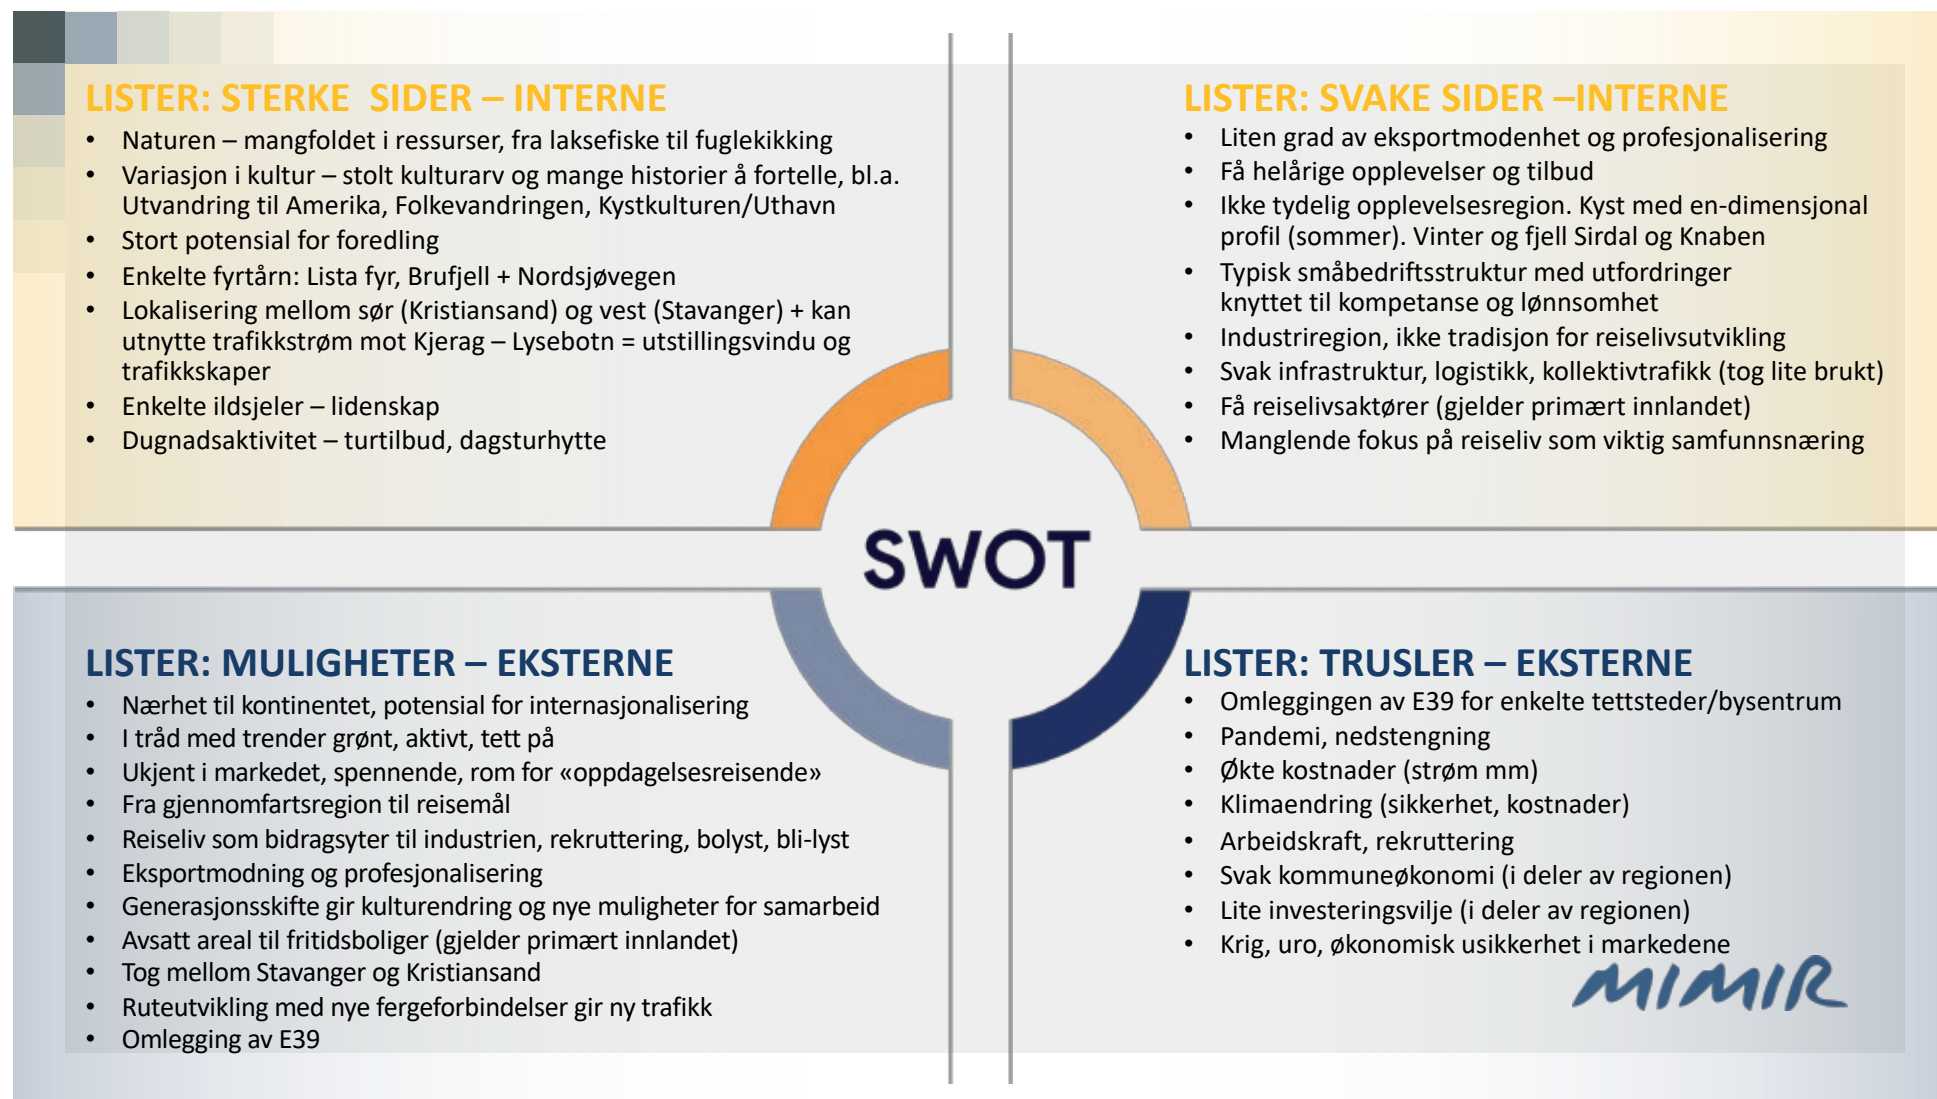 LISTER: STERKE SIDER – INTERNE
• Naturen – mangfoldet i ressurser, fra laksefiske til fuglekikking
• Variasjon i kultur – stolt kulturarv og mange historier å fortelle, bl.a.
Utvandring til Amerika, Folkevandringen, Kystkulturen/Uthavn
• Stort potensial for foredling
• Enkelte fyrtårn: Lista fyr, Brufjell + Nordsjøvegen
• Lokalisering mellom sør (Kristiansand) og vest (Stavanger) + kan
utnytte trafikkstrøm mot Kjerag – Lysebotn = utstillingsvindu og
trafikkskaper
• Enkelte ildsjeler – lidenskap
• Dugnadsaktivitet – turtilbud, dagsturhytte
LISTER: SVAKE SIDER –INTERNE
• Liten grad av eksportmodenhet og profesjonalisering
• Få helårige opplevelser og tilbud
• Ikke tydelig opplevelsesregion. Kyst med en-dimensjonal
profil (sommer). Vinter og fjell Sirdal og Knaben
• Typisk småbedriftsstruktur med utfordringer
knyttet til kompetanse og lønnsomhet
• Industriregion, ikke tradisjon for reiselivsutvikling
• Svak infrastruktur, logistikk, kollektivtrafikk (tog lite brukt)
• Få reiselivsaktører (gjelder primært innlandet)
• Manglende fokus på reiseliv som viktig samfunnsnæring
SWOT
LISTER: MULIGHETER – EKSTERNE
• Nærhet til kontinentet, potensial for internasjonalisering
• I tråd med trender grønt, aktivt, tett på
• Ukjent i markedet, spennende, rom for «oppdagelsesreisende»
• Fra gjennomfartsregion til reisemål
• Reiseliv som bidragsyter til industrien, rekruttering, bolyst, bli-lyst
• Eksportmodning og profesjonalisering
• Generasjonsskifte gir kulturendring og nye muligheter for samarbeid
• Avsatt areal til fritidsboliger (gjelder primært innlandet)
• Tog mellom Stavanger og Kristiansand
• Ruteutvikling med nye fergeforbindelser gir ny trafikk
• Omlegging av E39
LISTER: TRUSLER – EKSTERNE
• Omleggingen av E39 for enkelte tettsteder/bysentrum
• Pandemi, nedstengning
• Økte kostnader (strøm mm)
• Klimaendring (sikkerhet, kostnader)
• Arbeidskraft, rekruttering
• Svak kommuneøkonomi (i deler av regionen)
• Lite investeringsvilje (i deler av regionen)
• Krig, uro, økonomisk usikkerhet i markedene
MIMIR